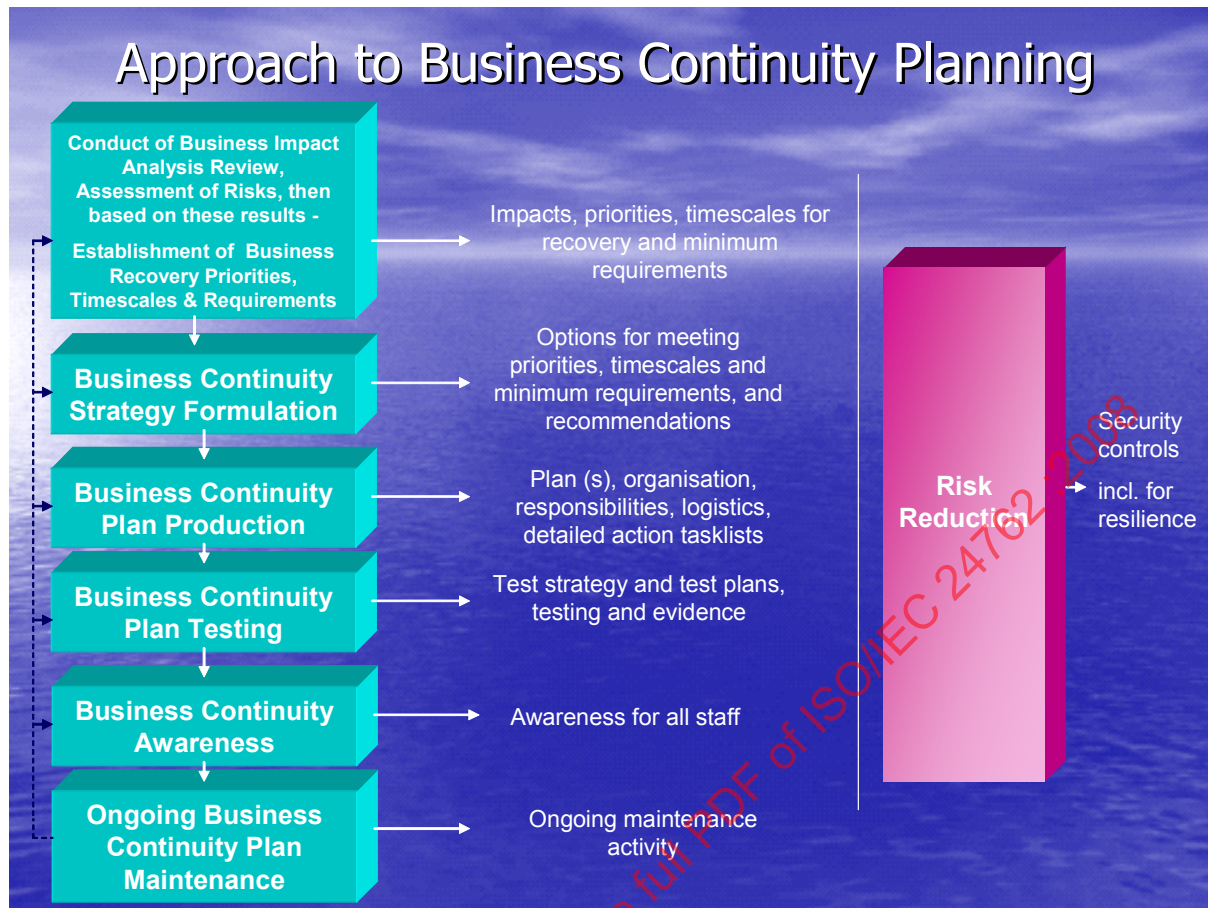 Approach to Business Continuity Planning
Conduct of Business Impact
Analysis Review,
Assessment of Risks, then
based on these results -
Establishment of Business
Recovery Priorities,
Timescales & Requirements
Impacts, priorities, timescales for
recovery and minimum
requirements
Business Continuity
Strategy Formulation
Options for meeting
priorities, timescales and
minimum requirements, and
recommendations
Business Continuity
Plan Production
Plan (s), organisation,
responsibilities, logistics,
detailed action tasklists
Business Continuity
Plan Testing
Test strategy and test plans,
testing and evidence
Business Continuity
Awareness
Awareness for all staff
Ongoing Business
Continuity Plan
Maintenance
Ongoing maintenance
activity
Risk
Reduction
Security
controls
incl. for
resilience
full PDF of ISO/IEC 24762:2008